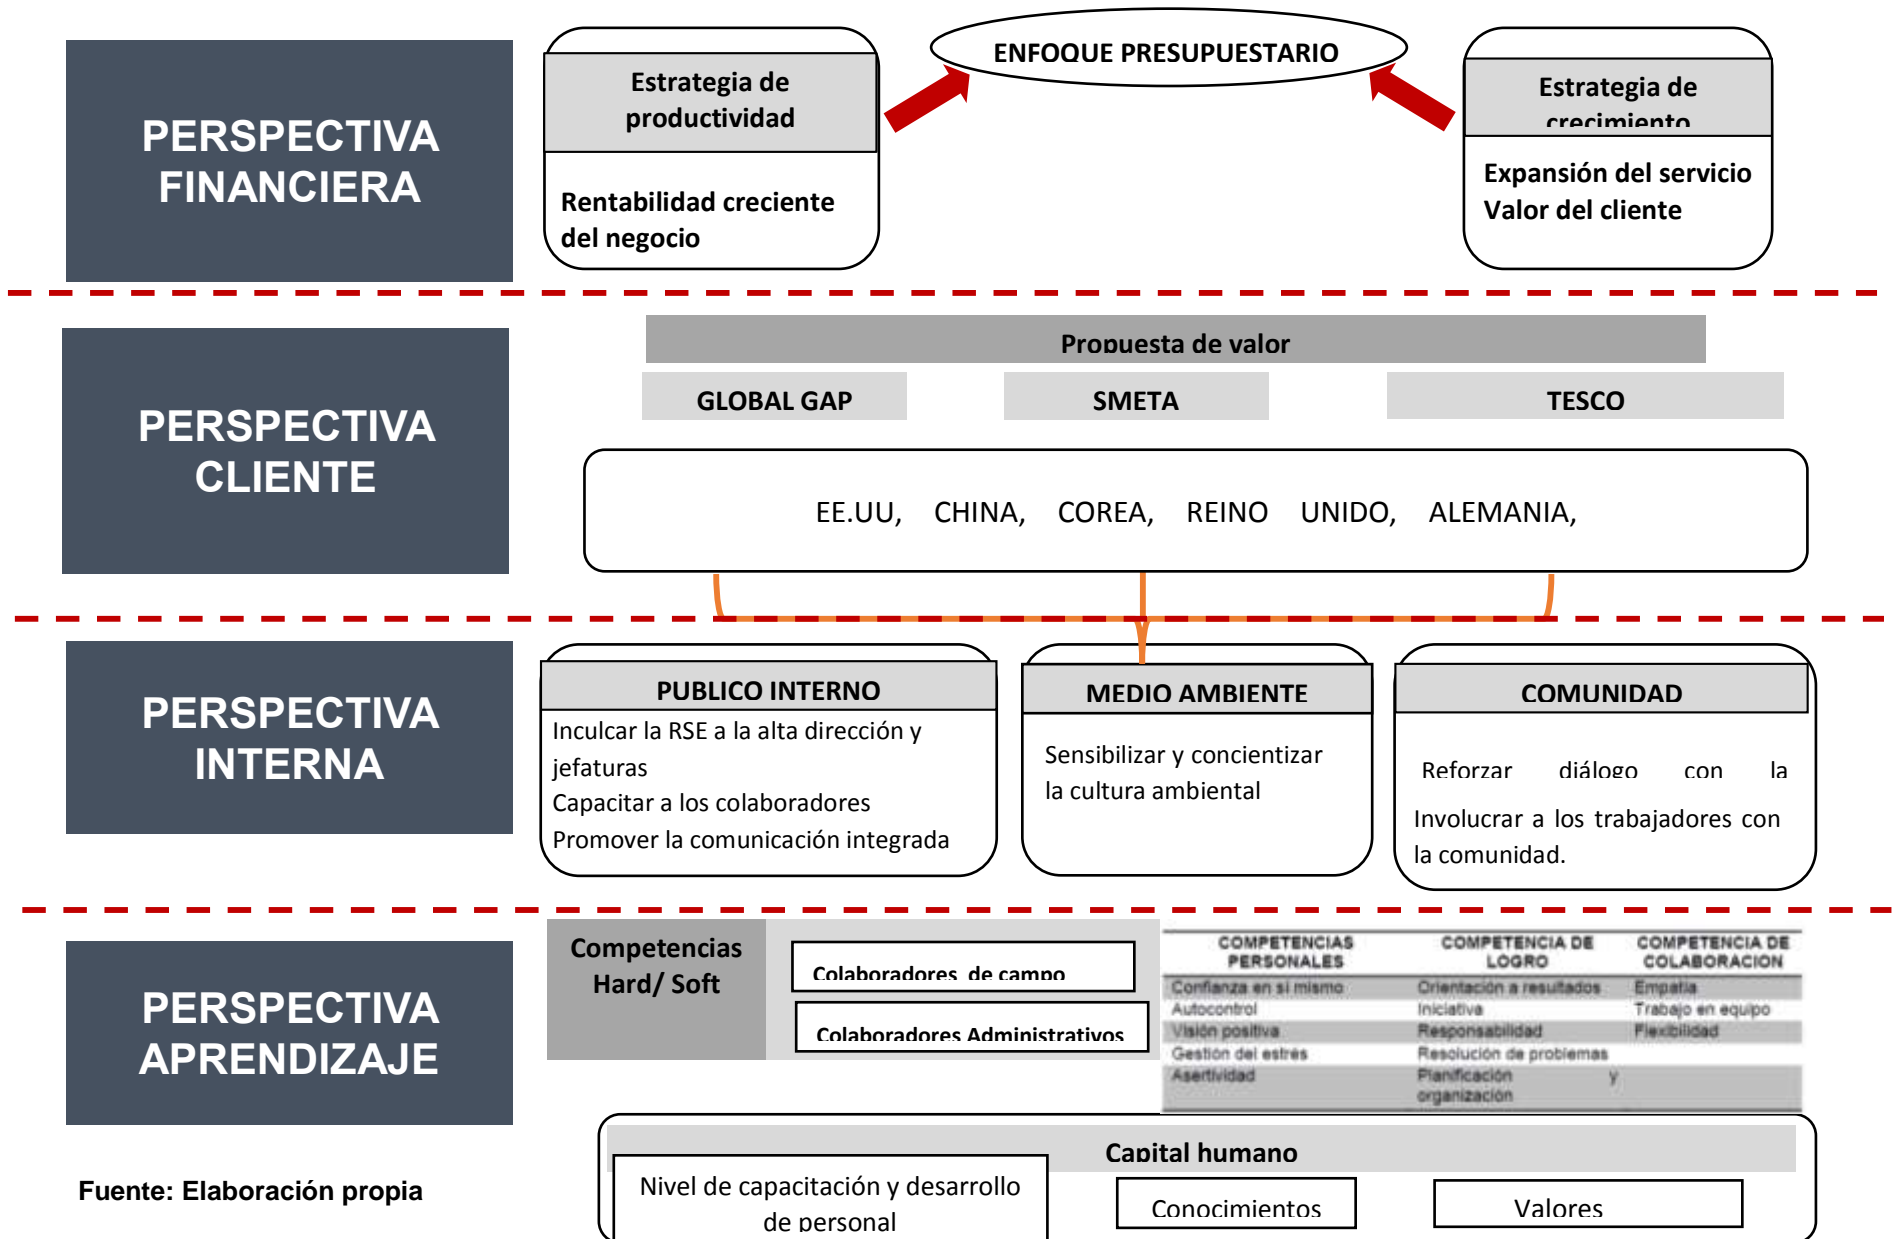 PERSPECTIVA
FINANCIERA
Estrategia de
productividad
Rentabilidad creciente
del negocio
ENFOQUE PRESUPUESTARIO
Estrategia de
crecimiento
Expansión del servicio
Valor del cliente
PERSPECTIVA
CLIENTE
Propuesta de valor
GLOBAL GAP
SMETA
TESCO
EE.UU, CHINA, COREA, REINO UNIDO, ALEMANIA,
PERSPECTIVA
INTERNA
PUBLICO INTERNO
Inculcar la RSE a la alta dirección y
jefaturas
Capacitar a los colaboradores
Promover la comunicación integrada
MEDIO AMBIENTE
Sensibilizar y concientizar
la cultura ambiental
COMUNIDAD
Reforzar diálogo con la
Involucrar a los trabajadores con
la comunidad.
PERSPECTIVA
APRENDIZAJE
Competencias
Hard/ Soft
Colaboradores de campo
Colaboradores Administrativos
COMPETENCIAS
PERSONALES
COMPETENCIA DE
LOGRO
COMPETENCIA DE
COLABORACION
Confianza en si mismo
Orientación a resultados
Empatia
Autocontrol
Iniciativa
Trabajo en equipo
Visión positiva
Responsabilidad
Flexibilidad
Gestión del estrés
Resolución de problemas
Asertividad
Planificación y
organización
Capital humano
Nivel de capacitación y desarrollo
de personal
Conocimientos
Valores
Fuente: Elaboración propia